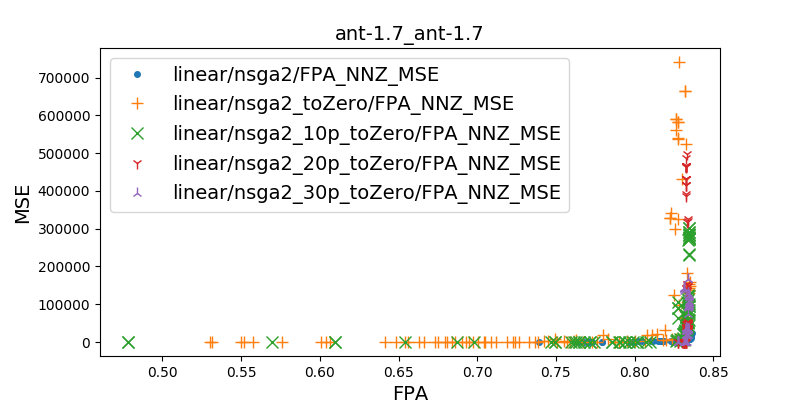 ant-1.7_ant-1.7
700000
600000
500000
400000
300000
200000
100000
0
MSE
linear/nsga2/FPA_NNZ_MSE
linear/nsga2_toZero/FPA_NNZ_MSE
linear/nsga2_10p_toZero/FPA_NNZ_MSE
linear/nsga2_20p_toZero/FPA_NNZ_MSE
linear/nsga2_30p_toZero/FPA_NNZ_MSE
0.50 0.55 0.60 0.65 0.70 0.75 0.80 0.85
FPA